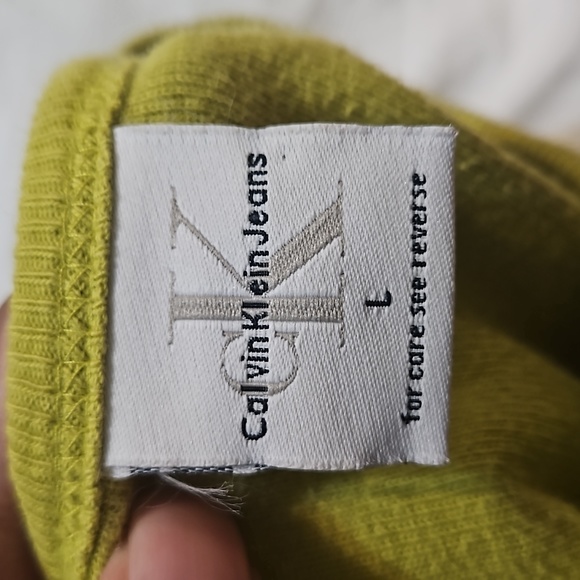 CK
Calvin Klein Jeans
L
for care see reverse